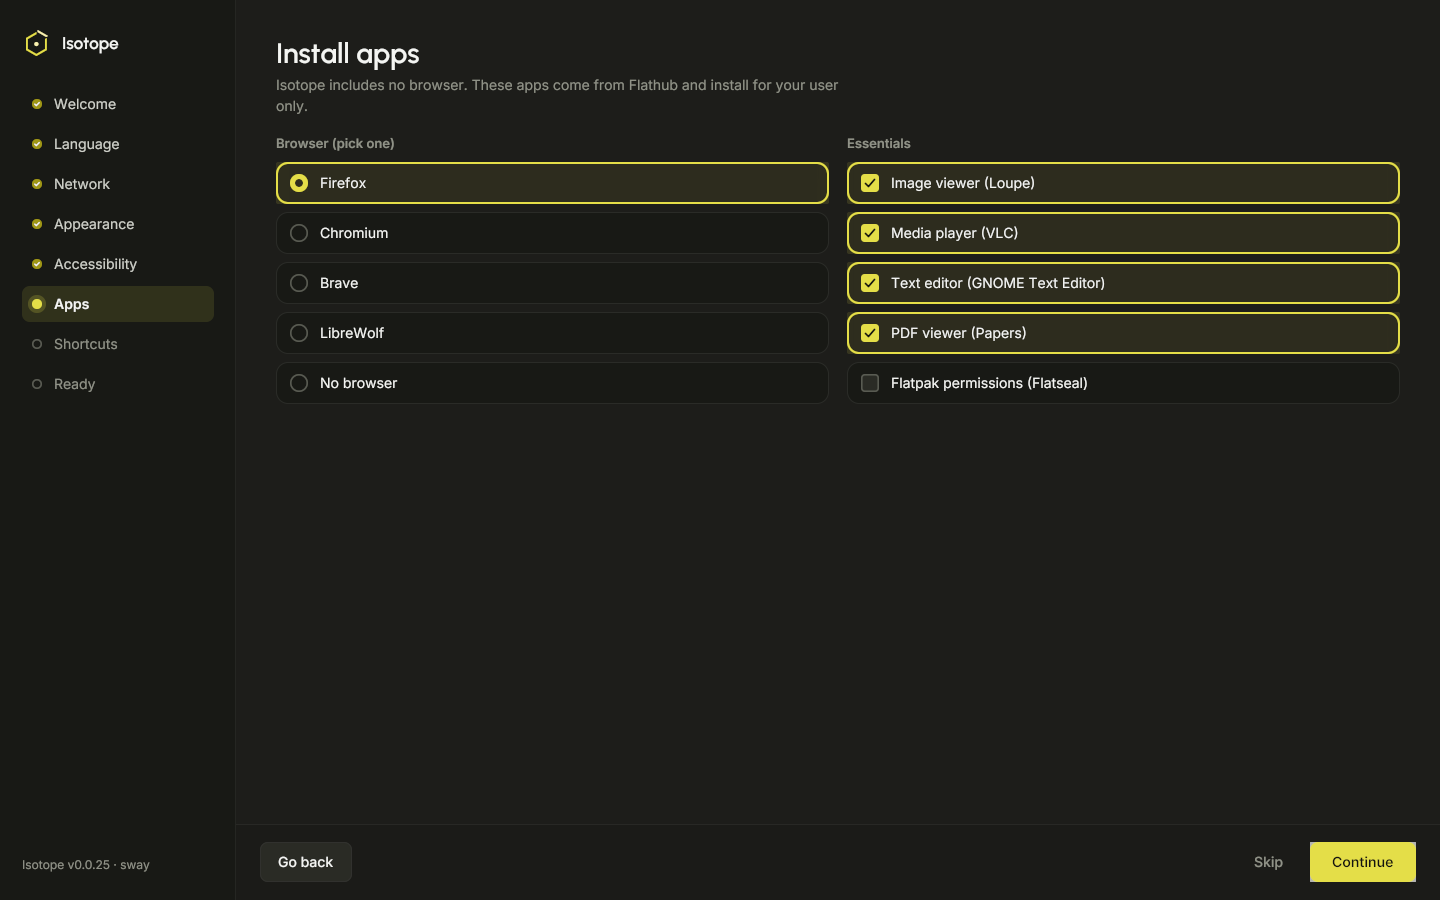 Isotope
Welcome
Language
Network
Appearance
Accessibility
Apps
Shortcuts
Ready
Isotope v0.0.25 · sway
Install apps
Isotope includes no browser. These apps come from Flathub and install for your user
only.
Browser (pick one)
Firefox
Chromium
Brave
LibreWolf
No browser
Essentials
Image viewer (Loupe)
Media player (VLC)
Text editor (GNOME Text Editor)
PDF viewer (Papers)
Flatpak permissions (Flatseal)
Go back
Skip
Continue